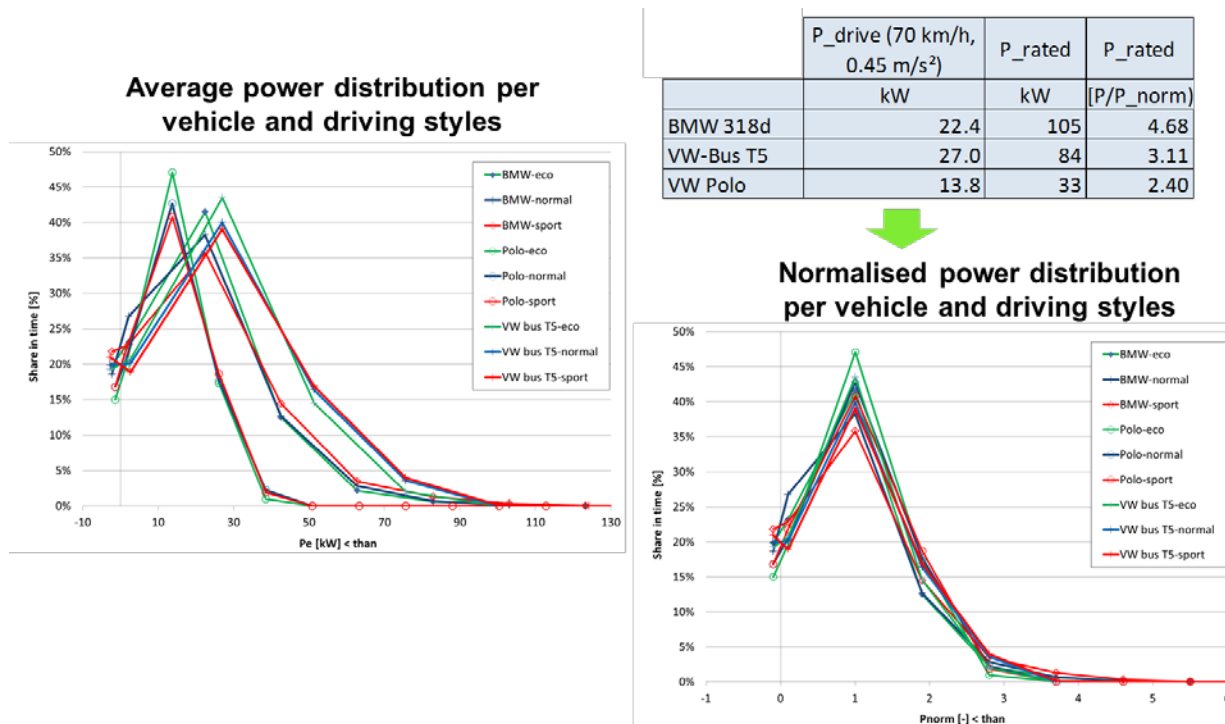 Average power distribution per
vehicle and driving styles
50%
45%
40%
35%
30%
25%
20%
15%
10%
5%
0%
Share in time [%]
-10 10 30 50 70 90 110 130
Pe [kW] < than
BMW-eco
BMW-normal
BMW-sport
Polo-eco
Polo-normal
Polo-sport
VW bus T5-eco
VW bus T5-normal
VW bus T5-sport
P_drive (70 km/h, 0.45 m/s²) P_rated P_rated
kW kW [P/P_norm)
BMW 318d 22.4 105 4.68
VW-Bus T5 27.0 84 3.11
VW Polo 13.8 33 2.40
Normalised power distribution
per vehicle and driving styles
50%
45%
40%
35%
30%
25%
20%
15%
10%
5%
0%
Share in time [%]
-1 0 1 2 3 4 5
Pnorm [-] < than
BMW-eco
BMW-normal
BMW-sport
Polo-eco
Polo-normal
Polo-sport
VW bus T5-eco
VW bus T5-normal
VW bus T5-sport